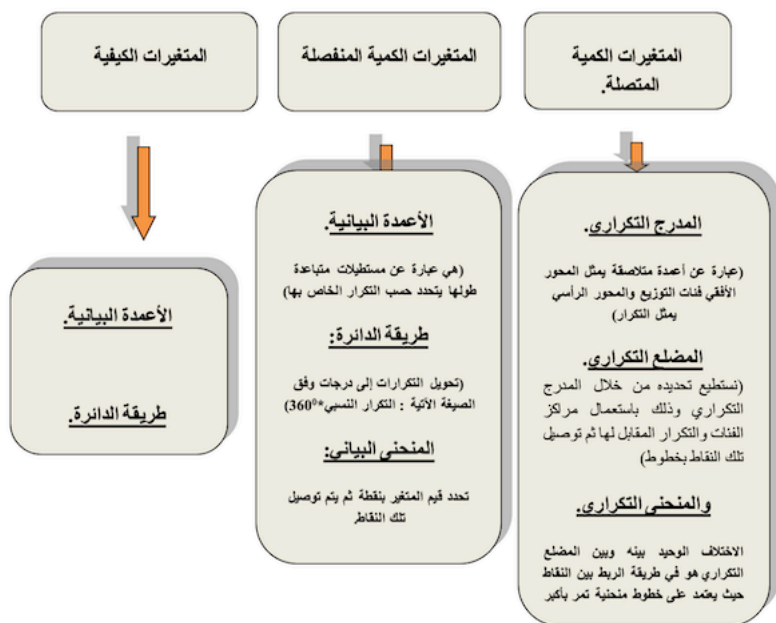 المتغيرات الكمية
المتصلة.
المتغيرات الكمية المنفصلة
المتغيرات الكيفية
المدرج التكراري.
(عبارة عن أعمدة متلاصقة يمثل المحور
الأفقي فئات التوزيع والمحور الرأسي
يمثل التكرار)
المضلع التكراري.
(نستطيع تحديده من خلال المدرج
التكراري وذلك باستعمال مراكز
الفئات والتكرار المقابل لها ثم توصيل
تلك النقاط بخطوط)
والمنحنى التكراري.
الاختلاف الوحيد بينه وبين المضلع
التكراري هو في طريقة الربط بين النقاط
حيث يعتمد على خطوط منحنية تمر بأكبر
الأعمدة البيانية.
(هي عبارة عن مستطيلات متباعدة
طولها يتحدد حسب التكرار الخاص بها)
طريقة الدائرة:
(تحويل التكرارات إلى درجات وفق
الصيغة الآتية : التكرار النسبي*360°)
المنحنى البياني:
تحدد قيم المتغير بنقطة ثم يتم توصيل
تلك النقاط
الأعمدة البيانية.
طريقة الدائرة.